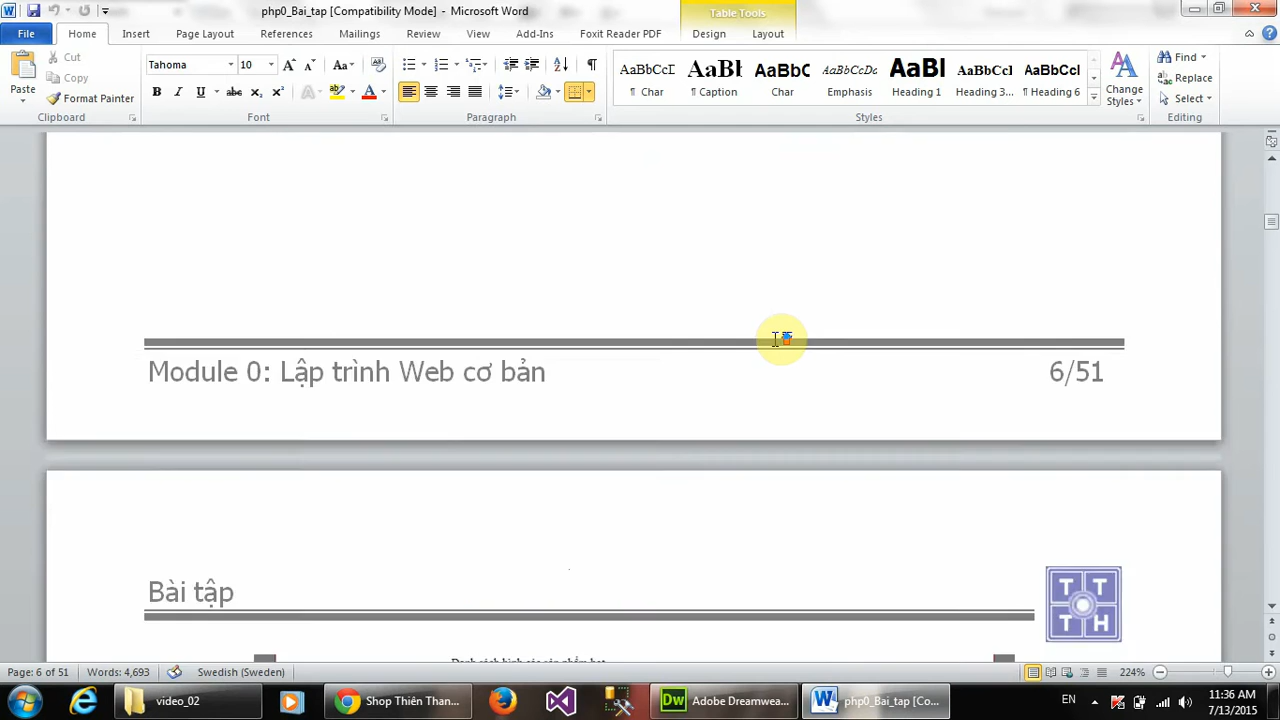 php0_Bai_tap [Compatibility Mode] - Microsoft Word
Table Tools
File Home Insert Page Layout References Mailings Review View Add-Ins Foxit Reader PDF Design Layout
Paste
Cut
Copy
Format Painter
Clipboard
Tahoma 10
Font
Paragraph
AaBbCcI AaBl AaBbC AaBbCcDc AaBl AaBbCcl AaBbCcl
¶ Char ¶ Caption Char Emphasis Heading 1 Heading 3... ¶ Heading 6
Change Styles
Styles
Find
Replace
Select
Editing
Module 0: Lập trình Web cơ bản 6/51
Bài tập
T T
T H
Page: 6 of 51 Words: 4,693 Swedish (Sweden) 224%
video_02 Shop Thiên Than... Adobe Dreamwea... php0_Bai_tap [Co... EN
11:36 AM
7/13/2015